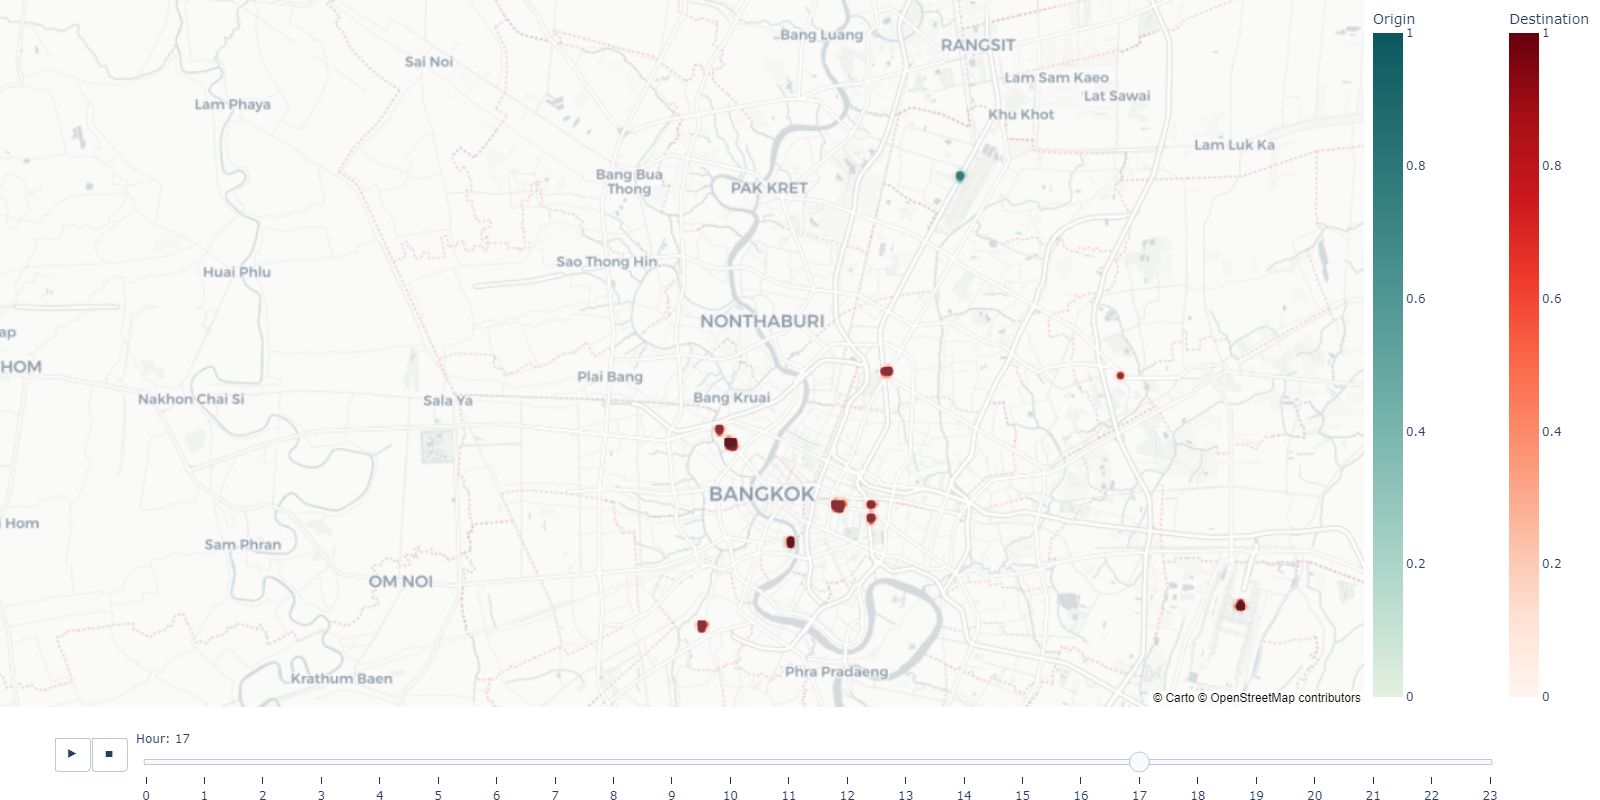 Bang Luang
RANGSIT
Origin
Destination
1
1
Sai Noi
Lam Sam Kaeo
Lat Sawai
Lam Phaya
Khu Khot
Lam Luk Ka
0.8
0.8
Bang Bua
Thong
PAK KRET
Sao Thong Hin
Huai Phlu
0.6
0.6
NONTHABURI
ap
HOM
Plai Bang
Nakhon Chai Si
Sala Ya
Bang Kruai
0.4
0.4
BANGKOK
i Hom
Sam Phran
0.2
0.2
OM NOI
Phra Pradaeng
Krathum Baen
© Carto © OpenStreetMap contributors
0
0
▶
■
Hour: 17
0 1 2 3 4 5 6 7 8 9 10 11 12 13 14 15 16 17 18 19 20 21 22 23